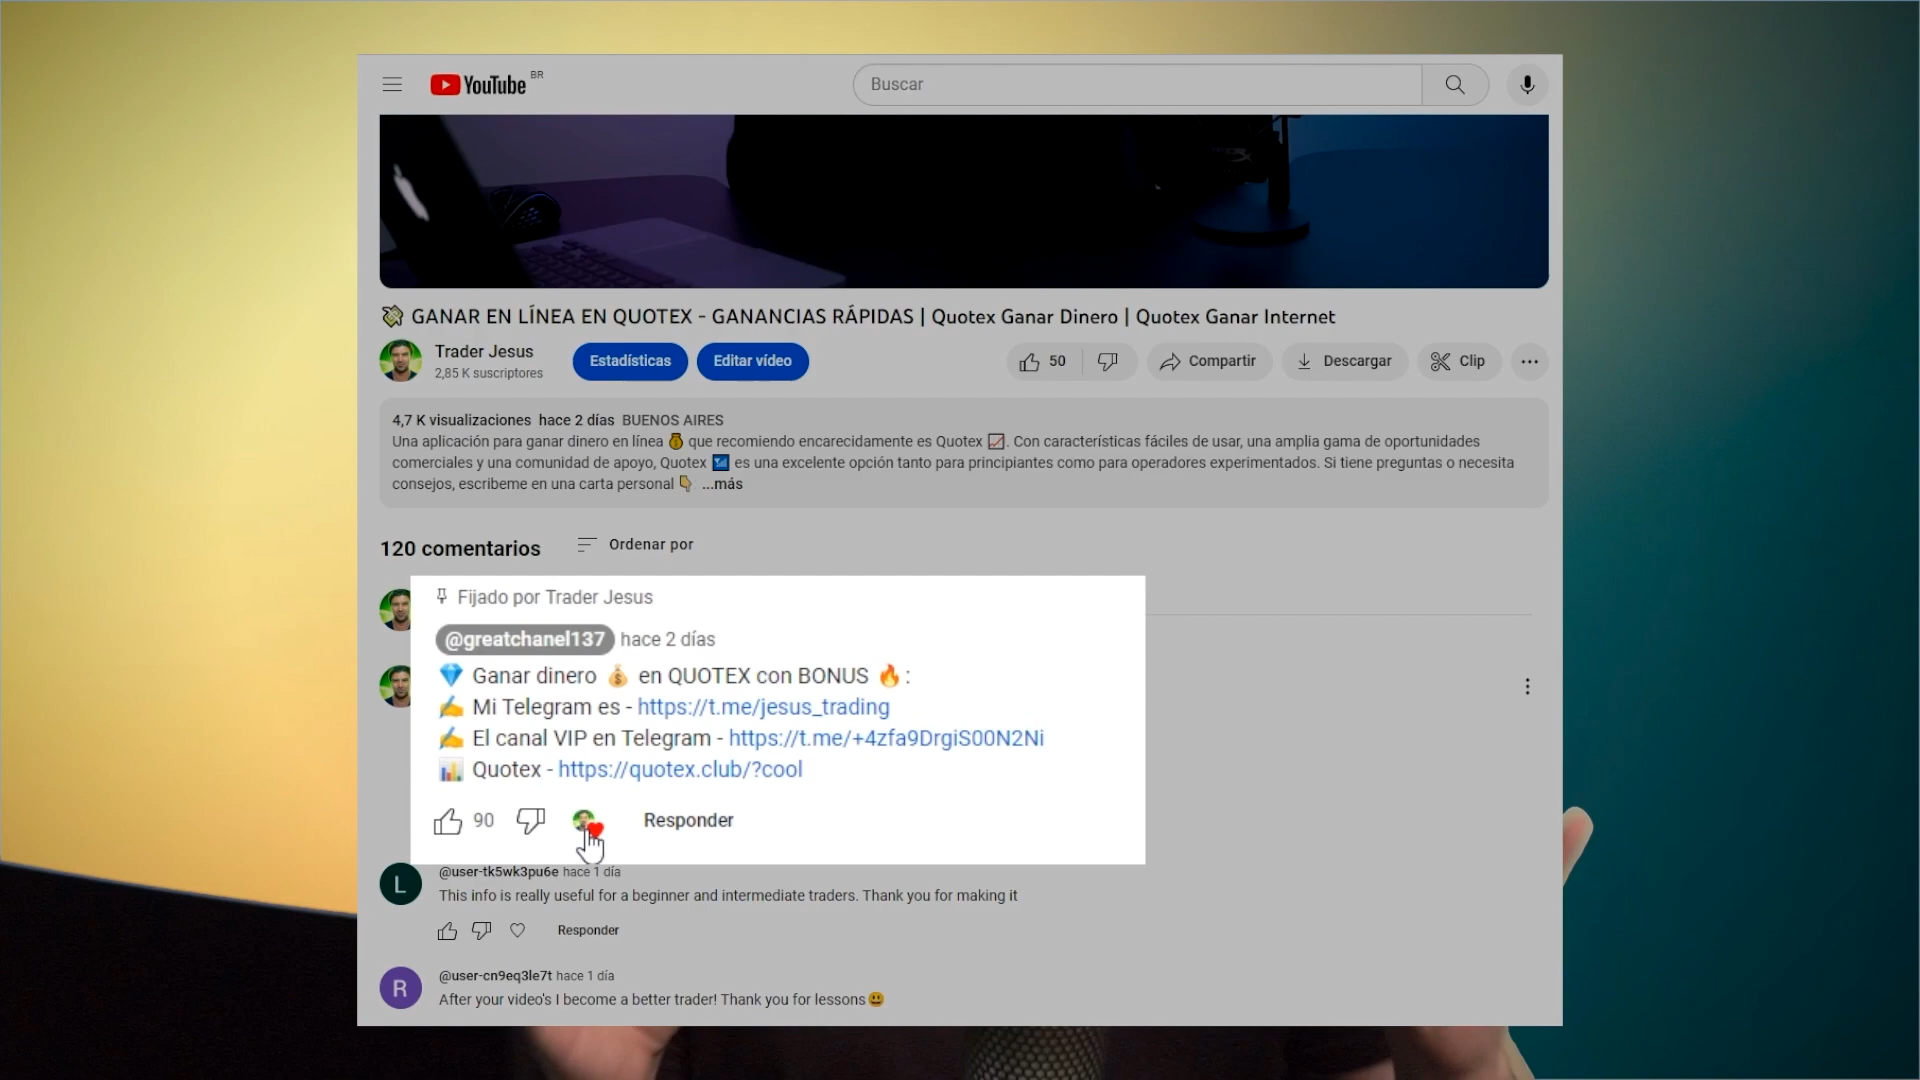 YouTube BR
Buscar
GANAR EN LÍNEA EN QUOTEX - GANANCIAS RÁPIDAS | Quotex Ganar Dinero | Quotex Ganar Internet
Trader Jesus
2,85 K suscriptores
Estadísticas
Editar vídeo
50
Compartir
Descargar
Clip
4,7 K visualizaciones hace 2 días BUENOS AIRES
Una aplicación para ganar dinero en línea 💰 que recomiendo encarecidamente es Quotex 📈. Con características fáciles de usar, una amplia gama de oportunidades
comerciales y una comunidad de apoyo, Quotex 📶 es una excelente opción tanto para principiantes como para operadores experimentados. Si tiene preguntas o necesita
consejos, escribeme en una carta personal 👇 ...más
120 comentarios
Ordenar por
Fijado por Trader Jesus
@greatchanel137 hace 2 días
💎 Ganar dinero 💰 en QUOTEX con BONUS 🔥:
✍️ Mi Telegram es - https://t.me/jesus_trading
✍️ El canal VIP en Telegram - https://t.me/+4zfa9DrgiS00N2Ni
📊 Quotex - https://quotex.club/?cool
90
Responder
L
@user-tk5wk3pu6e hace 1 día
This info is really useful for a beginner and intermediate traders. Thank you for making it
Responder
R
@user-cn9eq3le7t hace 1 día
After your video's I become a better trader! Thank you for lessons😃